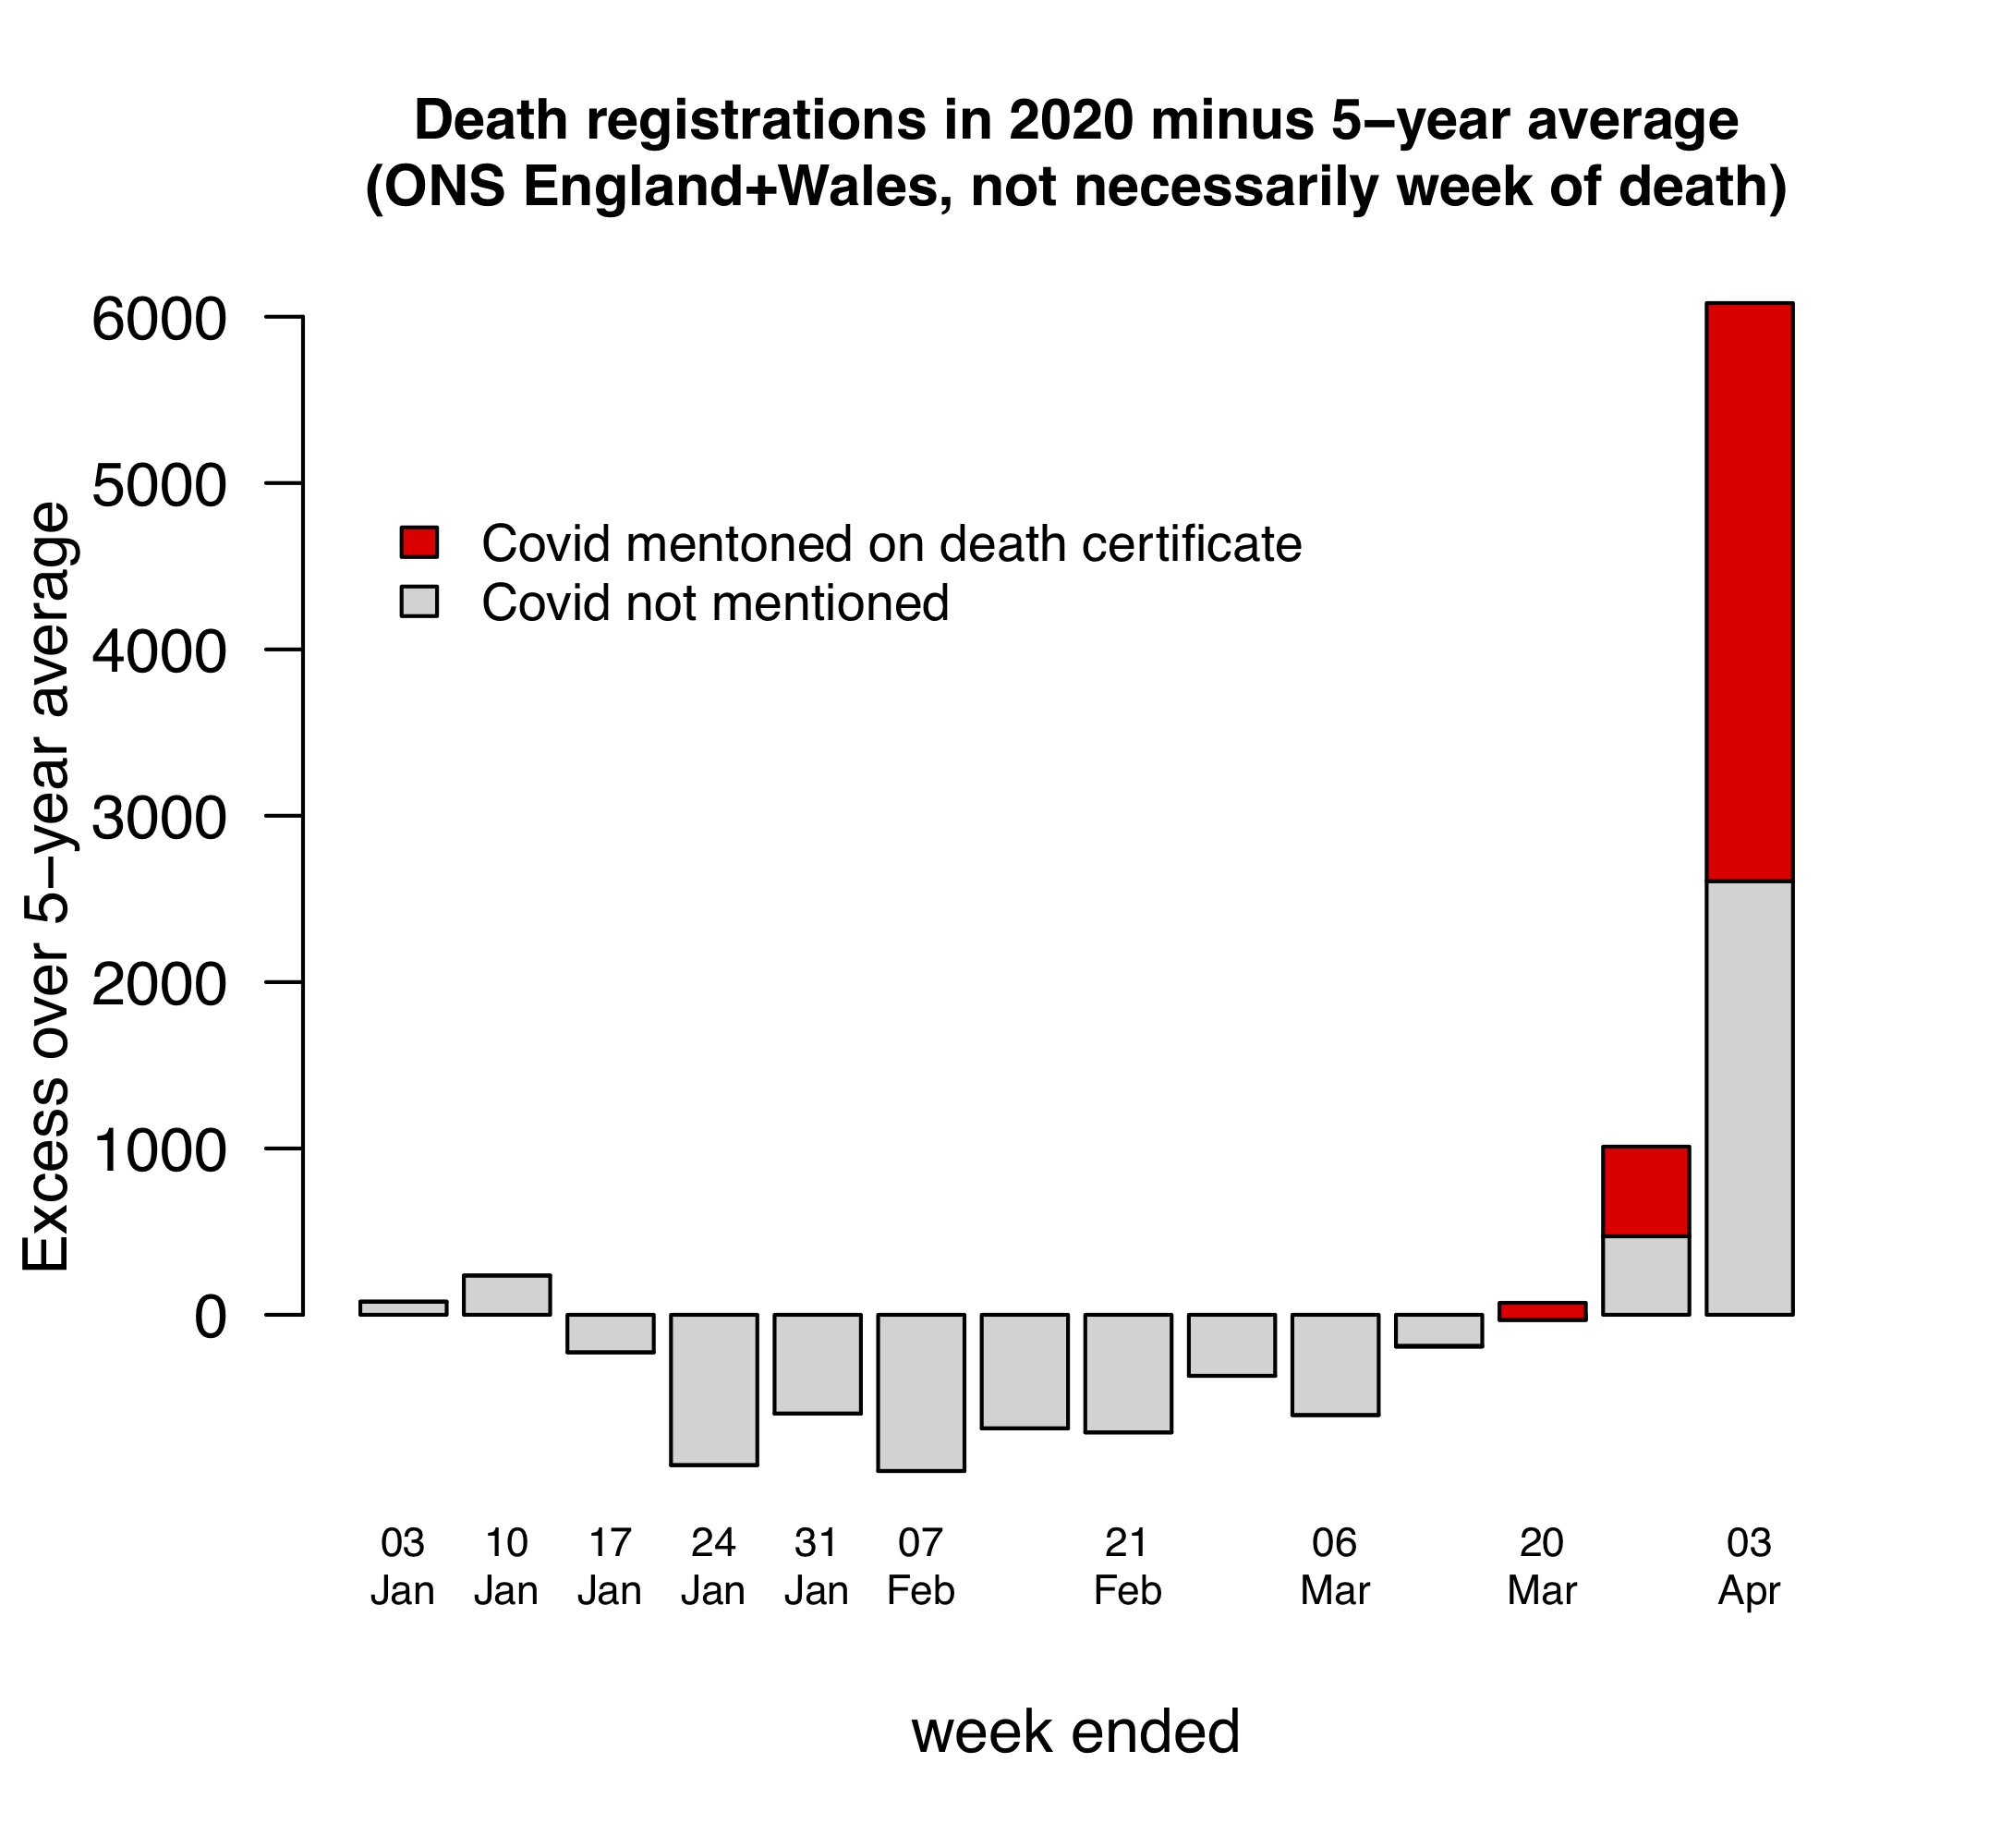 Death registrations in 2020 minus 5−year average
(ONS England+Wales, not necessarily week of death)
6000
5000
4000
3000
2000
1000
0
Excess over 5−year average
Covid mentoned on death certificate
Covid not mentioned
03 10 17 24 31 07 21 06 20 03
Jan Jan Jan Jan Jan Feb Feb Mar Mar Apr
week ended